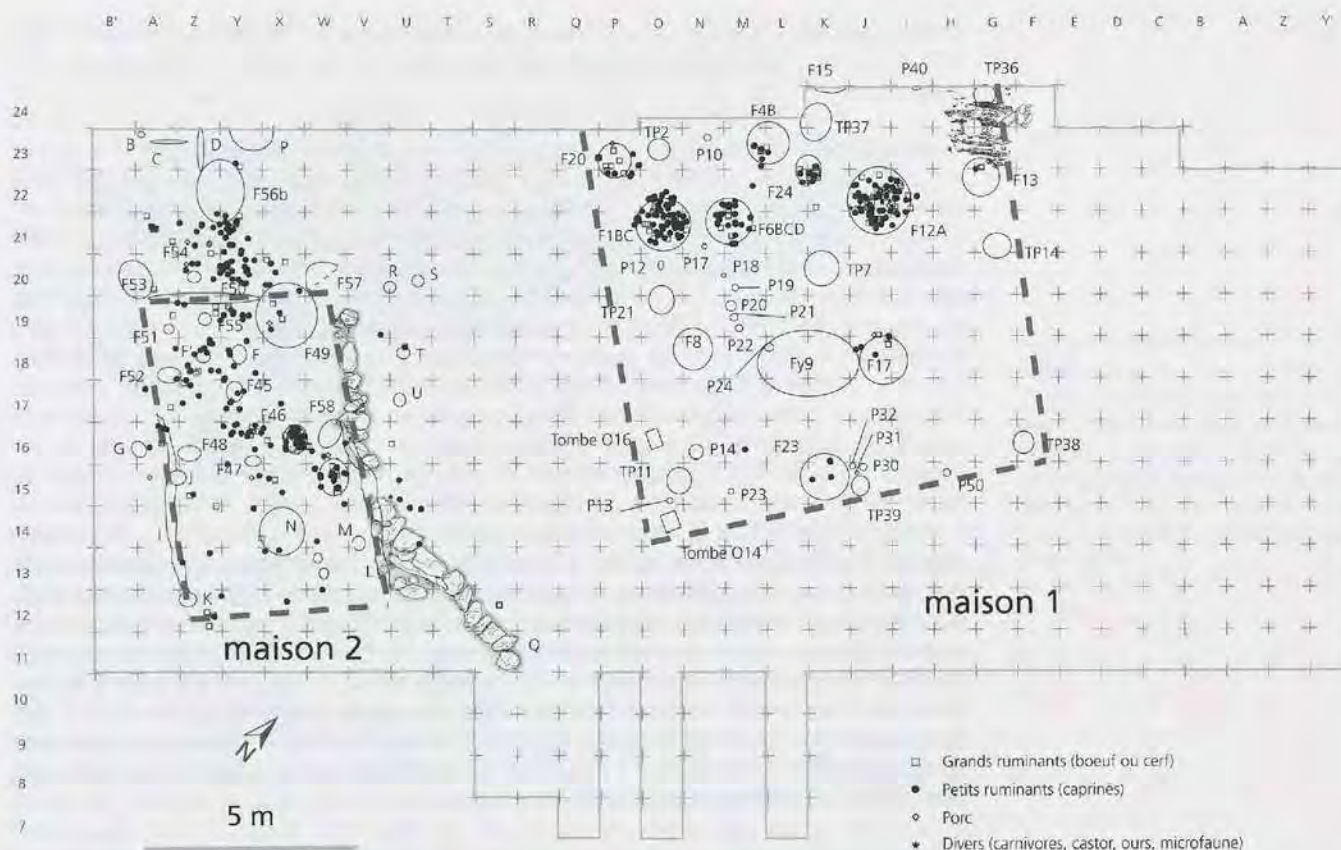 B' A Z Y X W V U T S R Q P O N M L K J I H G F E D C B A Z Y
F15 P40 TP36
24
F4B
B D P TP2 TP37
C P10
23 F20
F24 F13
22 F56b
F1BC F6BCD F12A
21
F54 P12 P17 P18 TP14
R S TP7
20 F53 F57 P19
TP21 P20 P21
F51 F55
19
F8 P22
F F F49 T Fy9 F17
18 F52
P24
F45 U
17
F46 F58 P32
Tombe O16 P31
G F48 P14 F23 TP38
16
F47 TP11 P30
P13 P23 P50
15
N M TP39
14 I Tombe O14
L
13
K maison 1
12
maison 2 Q
11
10
N
9
8 Grands ruminants (boeuf ou cerf)
Petits ruminants (caprinés)
5 m
7 Porc
Divers (carnivores, castor, ours, microfaune)